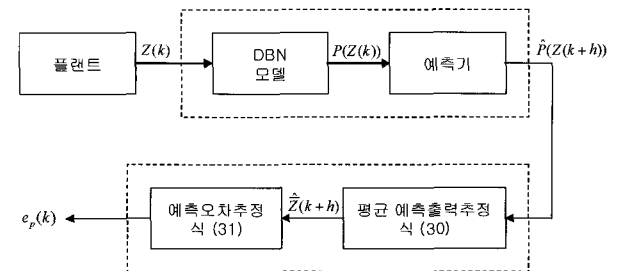 플랜트
Z(k)
DBN
모델
P(Z(k))
예측기
P̂(Z(k+h))
e_p(k)
예측오차추정
식 (31)
Z̄̂(k+h)
평균 예측출력추정
식 (30)